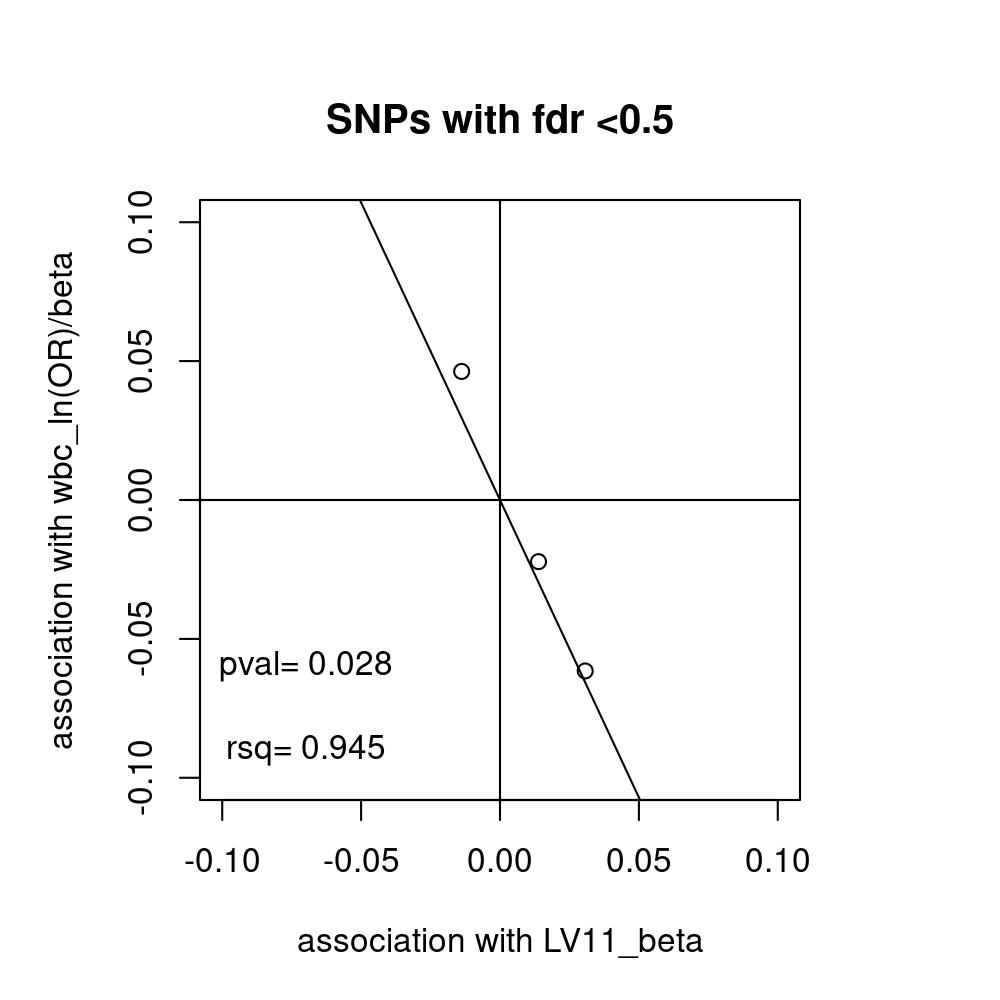 SNPs with fdr <0.5
association with wbc_ln(OR)/beta
0.10
0.05
0.00
-0.05
-0.10
pval= 0.028
rsq= 0.945
-0.10 -0.05 0.00 0.05 0.10
association with LV11_beta